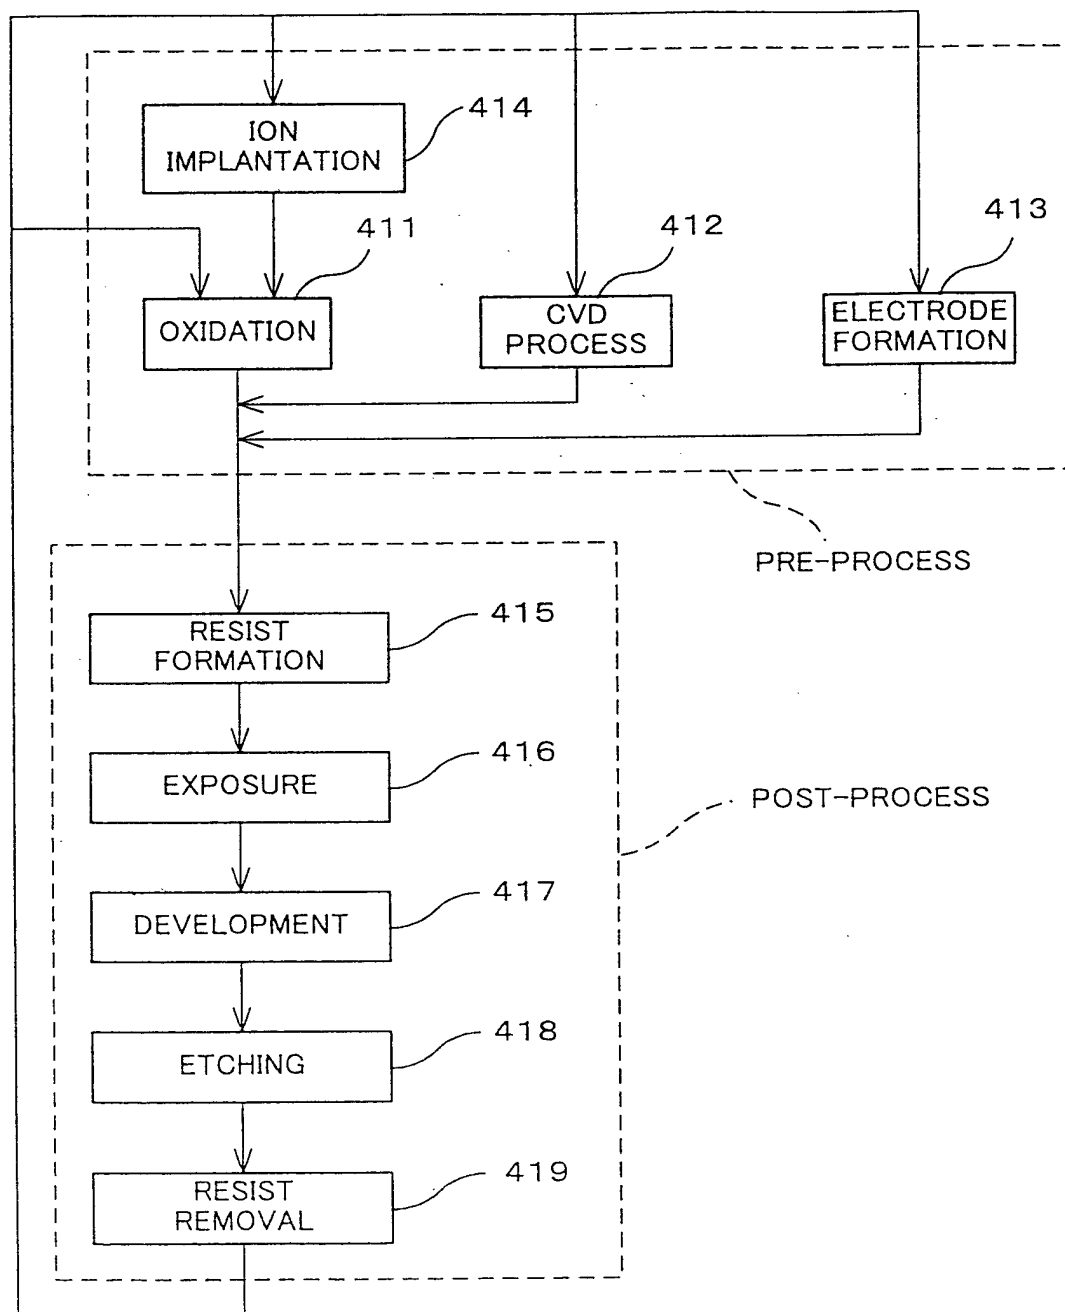 414
ION
IMPLANTATION
411
412
413
OXIDATION
CVD
PROCESS
ELECTRODE
FORMATION
PRE-PROCESS
415
RESIST
FORMATION
416
EXPOSURE
POST-PROCESS
417
DEVELOPMENT
418
ETCHING
419
RESIST
REMOVAL